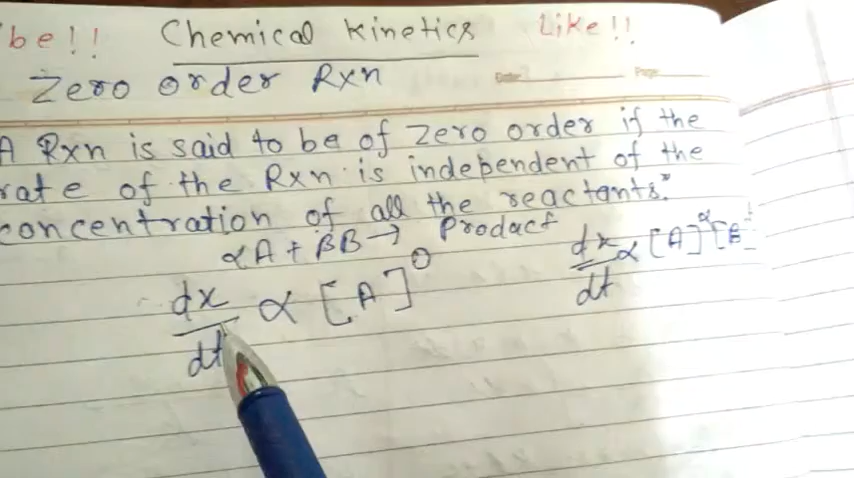 be!! Chemical Kinetics Like!!
Zero order Rxn
Date Page
A Rxn is said to be of zero order if the
rate of the Rxn is independent of the
concentration of all the reactants."
αA + βB → Product
dx/dt ∝ [A]^α [B
dx/dt ∝ [A]^0